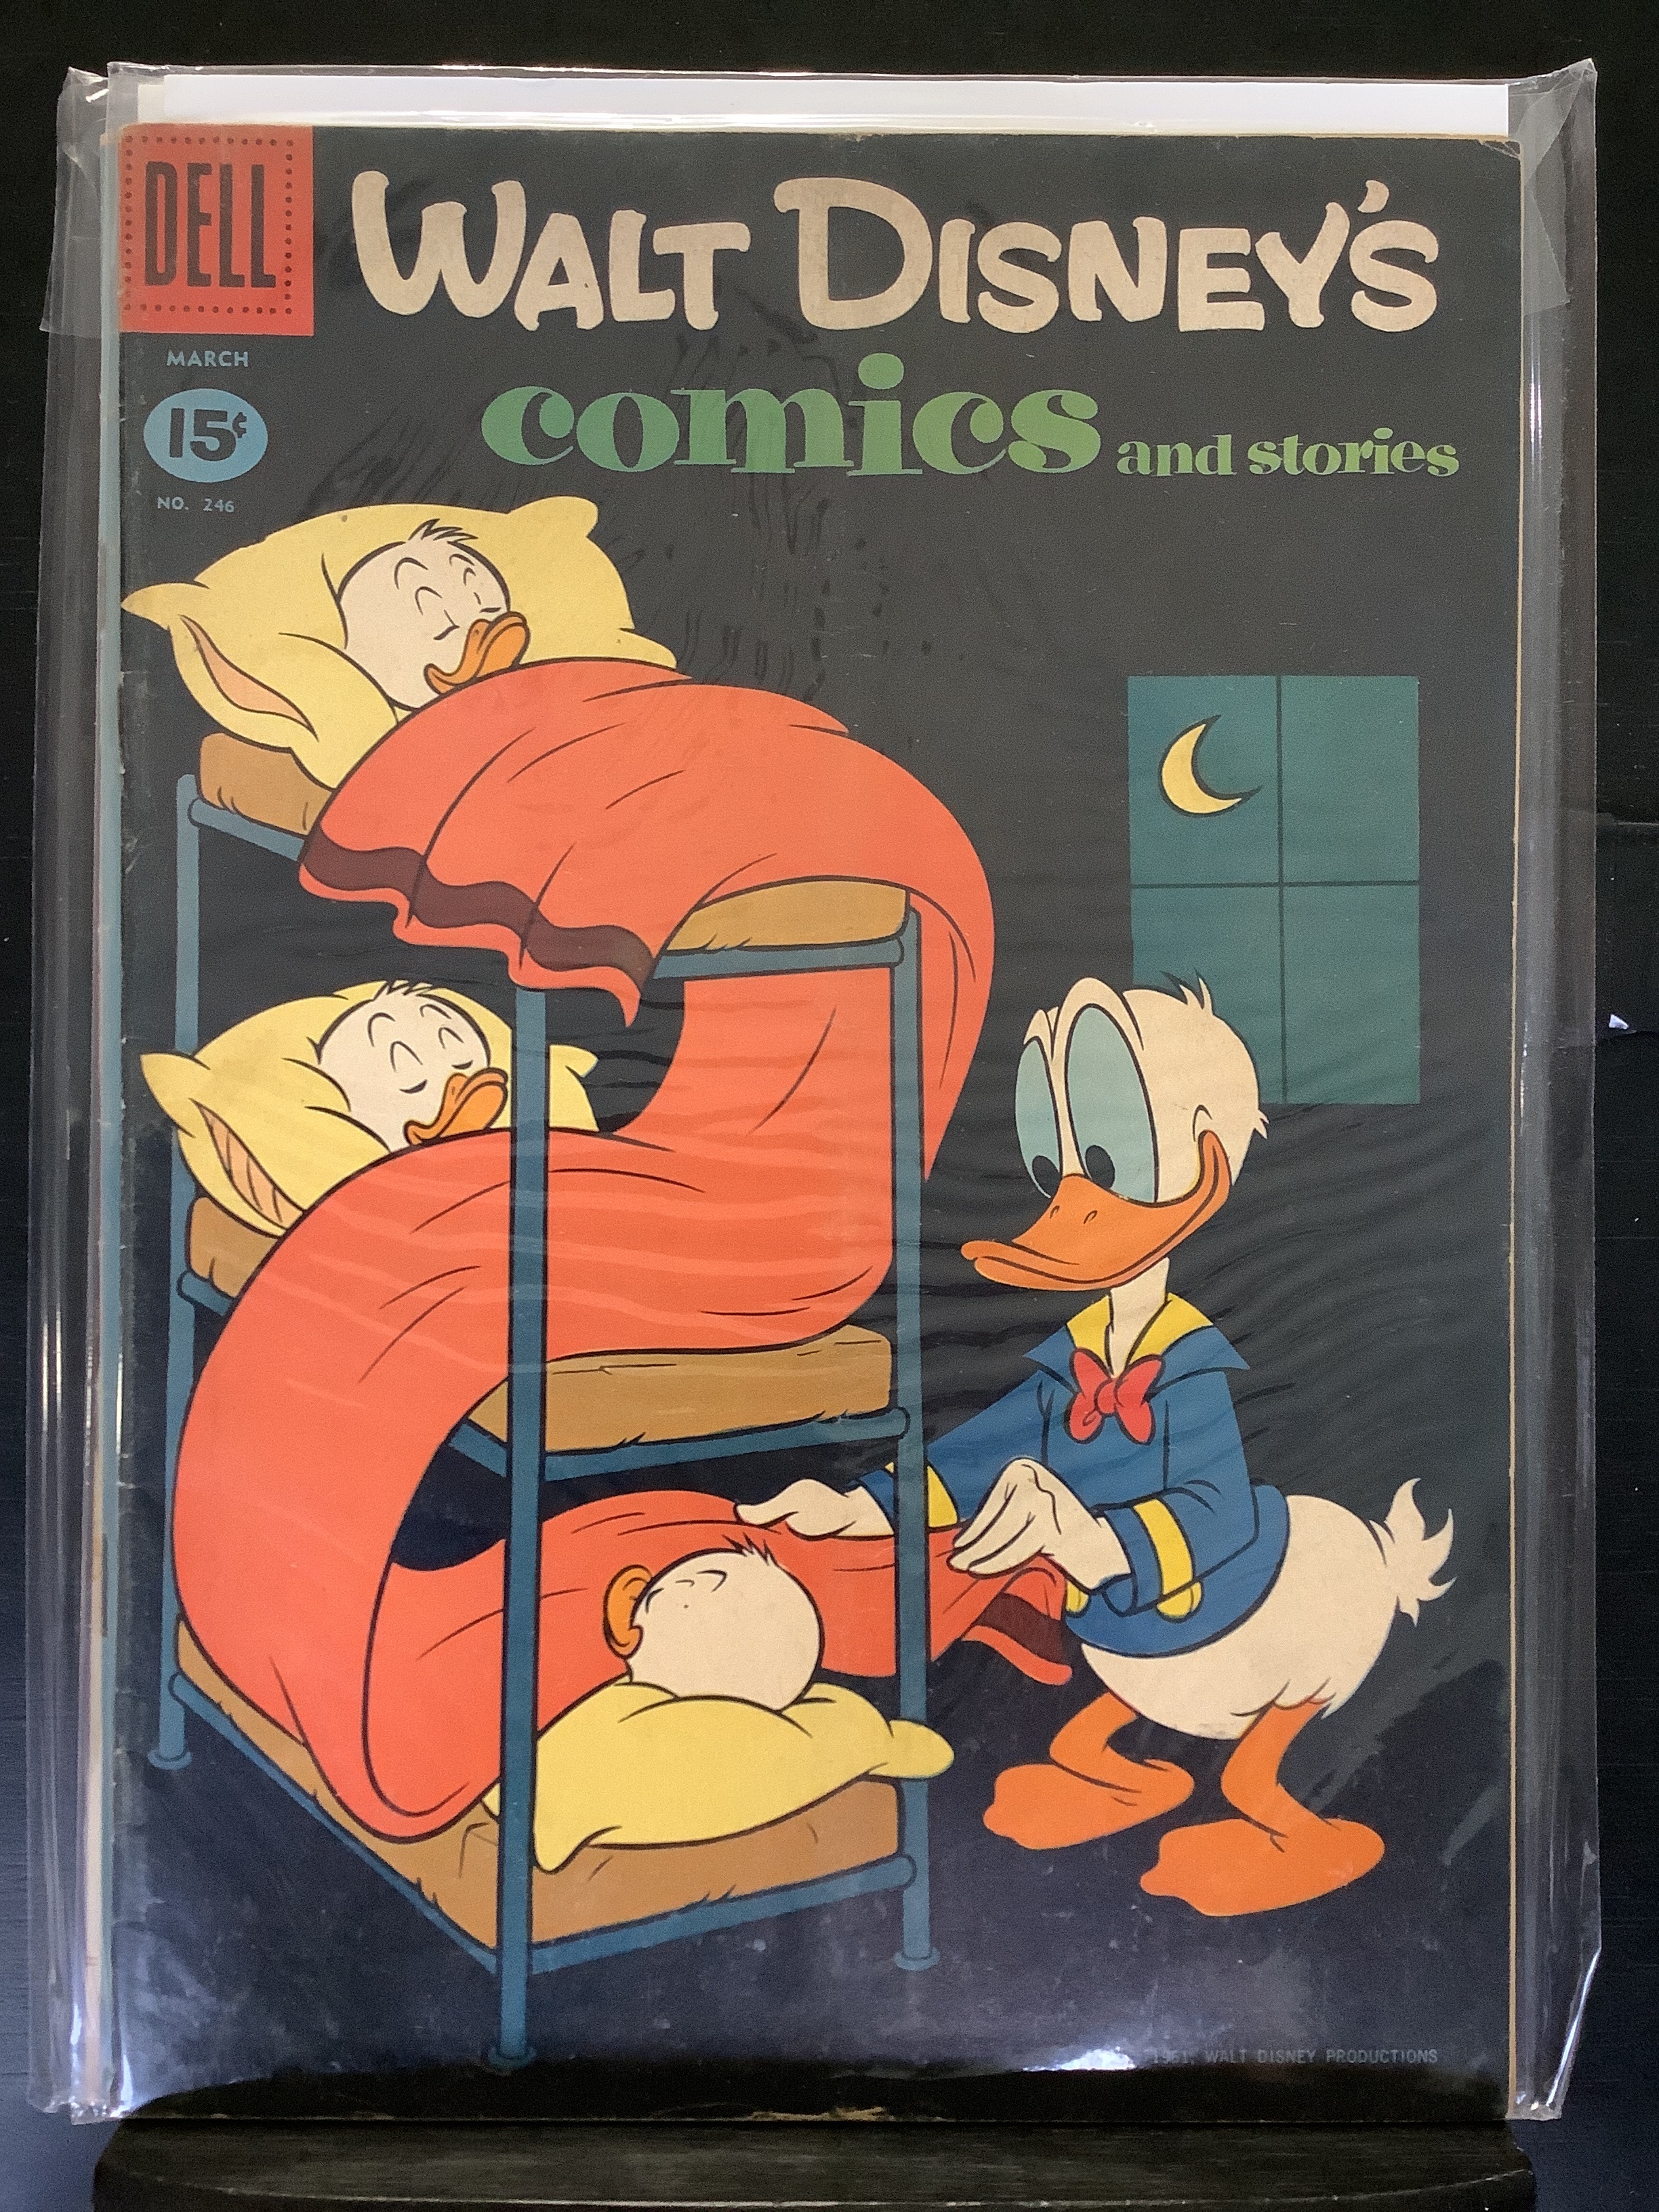 DELL
WALT DISNEY'S
comics and stories
MARCH
15¢
NO. 246
1961, WALT DISNEY PRODUCTIONS